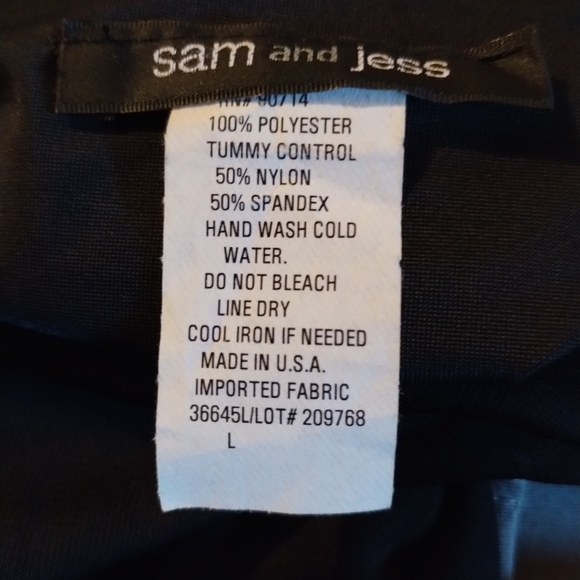 sam and jess
RN# 90714
100% POLYESTER
TUMMY CONTROL
50% NYLON
50% SPANDEX
HAND WASH COLD
WATER.
DO NOT BLEACH
LINE DRY
COOL IRON IF NEEDED
MADE IN U.S.A.
IMPORTED FABRIC
36645L/LOT# 209768
L